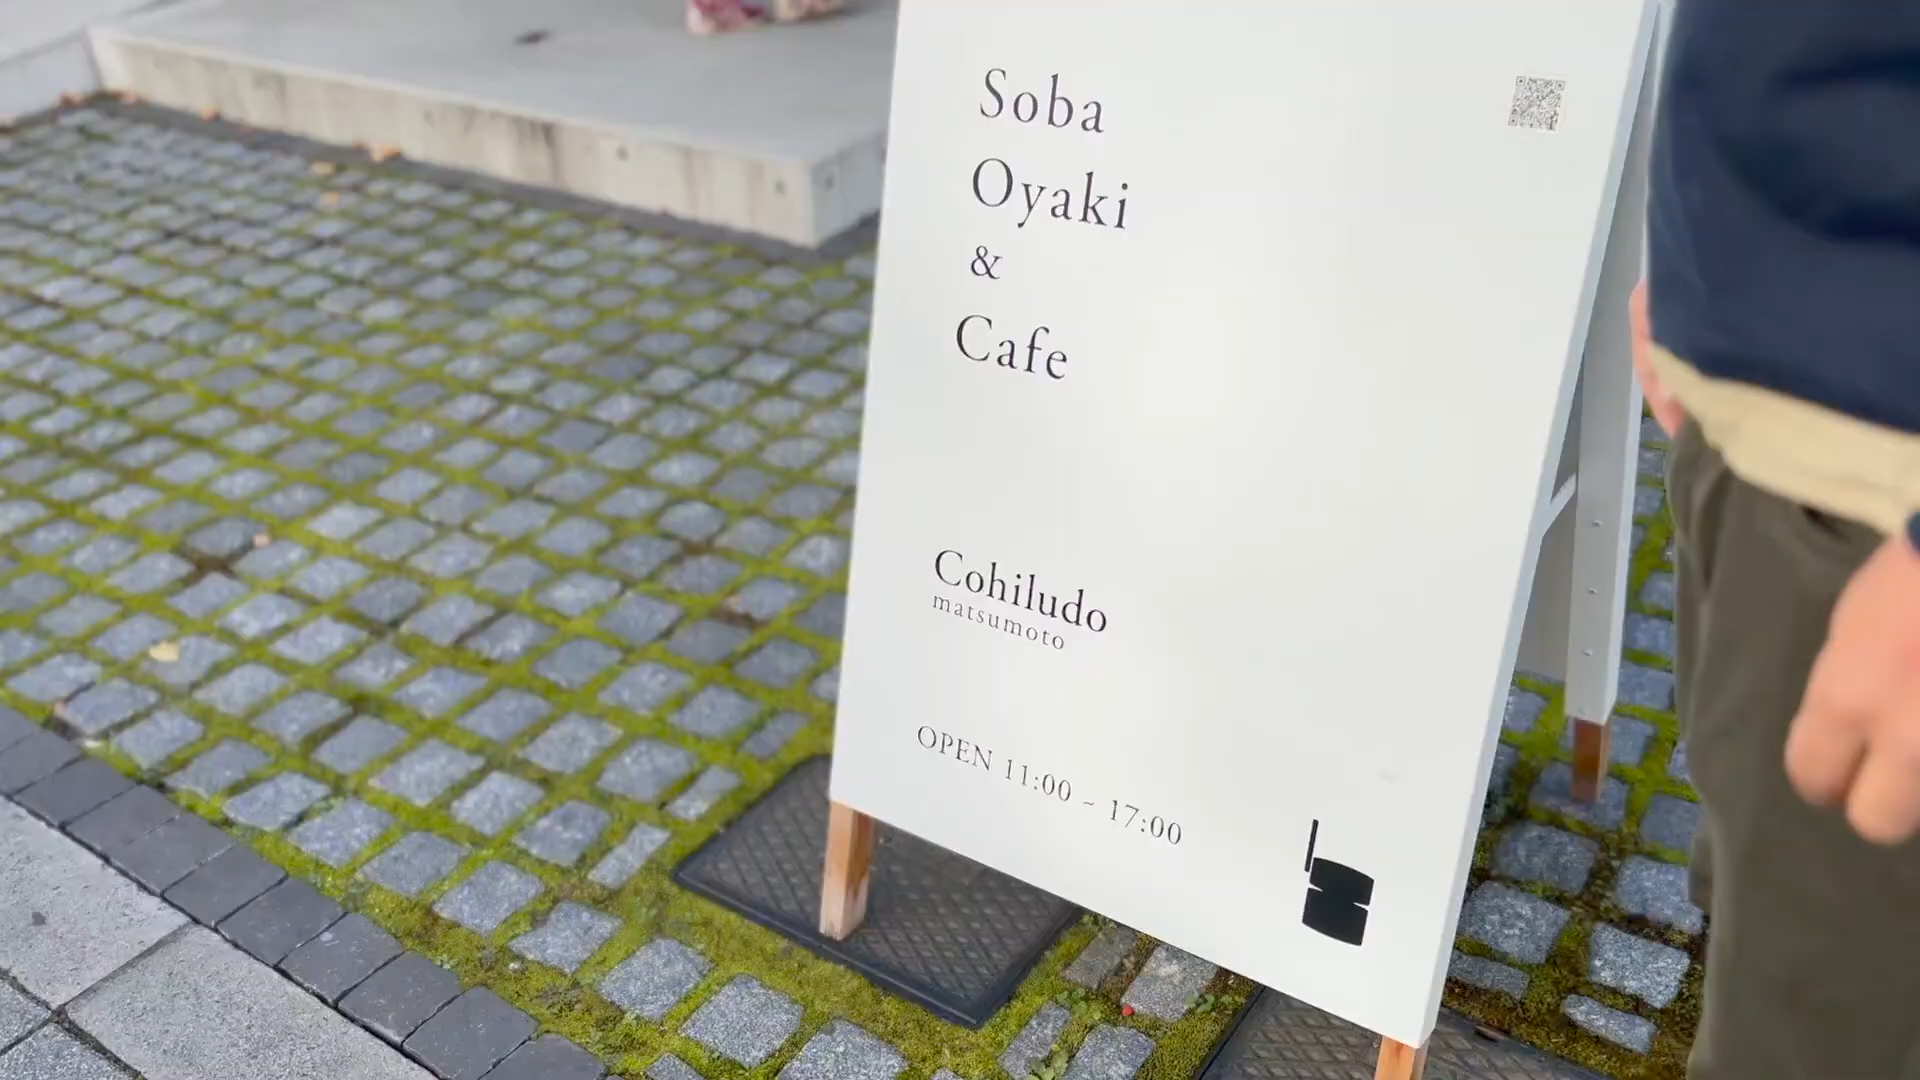 Soba
Oyaki
&
Cafe
Cohiludo
matsumoto
OPEN 11:00 ~ 17:00